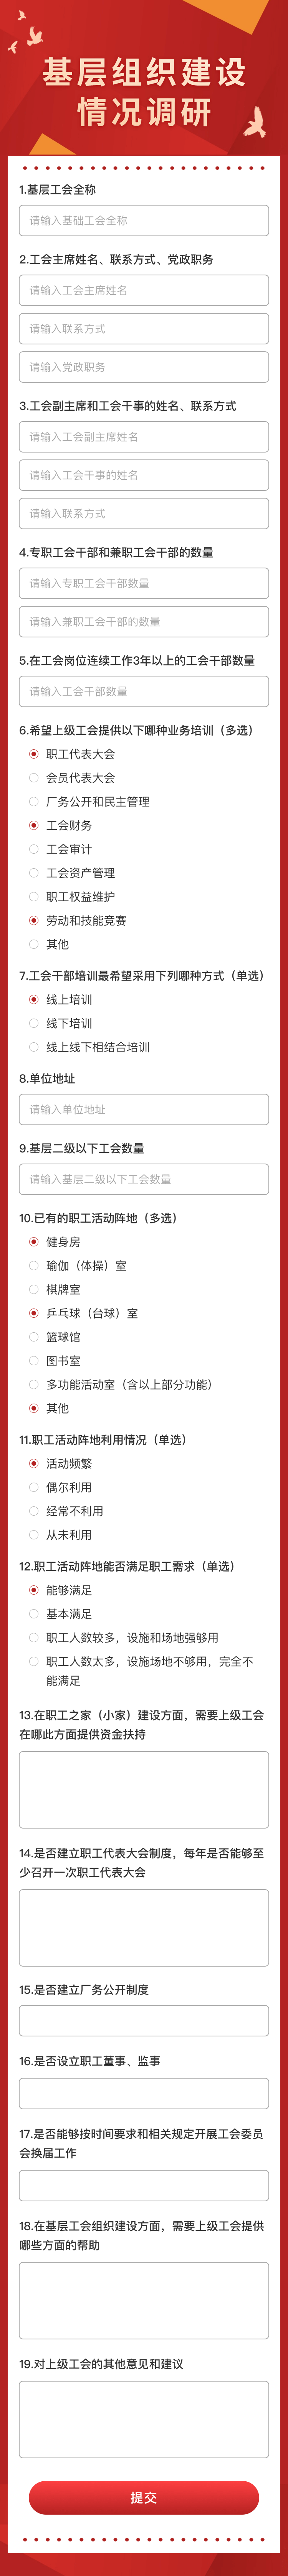 基层组织建设
情况调研
1.基层工会全称
请输入基础工会全称
2.工会主席姓名、联系方式、党政职务
请输入工会主席姓名
请输入联系方式
请输入党政职务
3.工会副主席和工会干事的姓名、联系方式
请输入工会副主席姓名
请输入工会干事的姓名
请输入联系方式
4.专职工会干部和兼职工会干部的数量
请输入专职工会干部数量
请输入兼职工会干部的数量
5.在工会岗位连续工作3年以上的工会干部数量
请输入工会干部数量
6.希望上级工会提供以下哪种业务培训（多选）
职工代表大会
会员代表大会
厂务公开和民主管理
工会财务
工会审计
工会资产管理
职工权益维护
劳动和技能竞赛
其他
7.工会干部培训最希望采用下列哪种方式（单选）
线上培训
线下培训
线上线下相结合培训
8.单位地址
请输入单位地址
9.基层二级以下工会数量
请输入基层二级以下工会数量
10.已有的职工活动阵地（多选）
健身房
瑜伽（体操）室
棋牌室
乒乓球（台球）室
篮球馆
图书室
多功能活动室（含以上部分功能）
其他
11.职工活动阵地利用情况（单选）
活动频繁
偶尔利用
经常不利用
从未利用
12.职工活动阵地能否满足职工需求（单选）
能够满足
基本满足
职工人数较多，设施和场地强够用
职工人数太多，设施场地不够用，完全不
能满足
13.在职工之家（小家）建设方面，需要上级工会
在哪此方面提供资金扶持
14.是否建立职工代表大会制度，每年是否能够至
少召开一次职工代表大会
15.是否建立厂务公开制度
16.是否设立职工董事、监事
17.是否能够按时间要求和相关规定开展工会委员
会换届工作
18.在基层工会组织建设方面，需要上级工会提供
哪些方面的帮助
19.对上级工会的其他意见和建议
提交